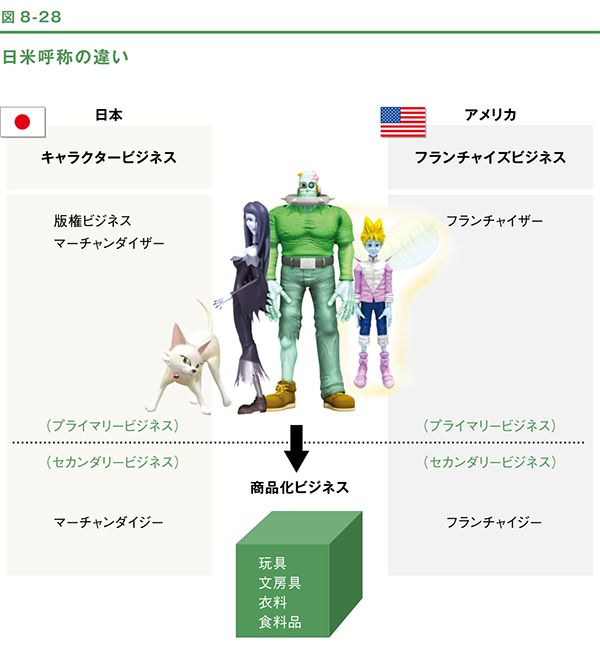 図8-28
日米呼称の違い
日本
アメリカ
キャラクタービジネス
フランチャイズビジネス
版権ビジネス
マーチャンダイザー
フランチャイザー
（プライマリービジネス）
（プライマリービジネス）
（セカンダリービジネス）
（セカンダリービジネス）
商品化ビジネス
マーチャンダイジー
フランチャイジー
玩具
文房具
衣料
食料品